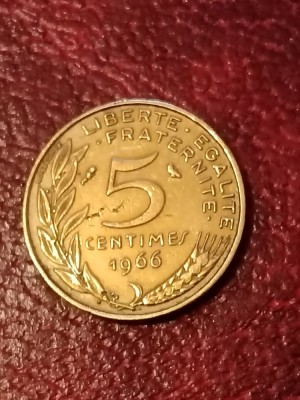 LIBERTE · EGALITE
· FRATERNITE ·
5
CENTIMES
1966